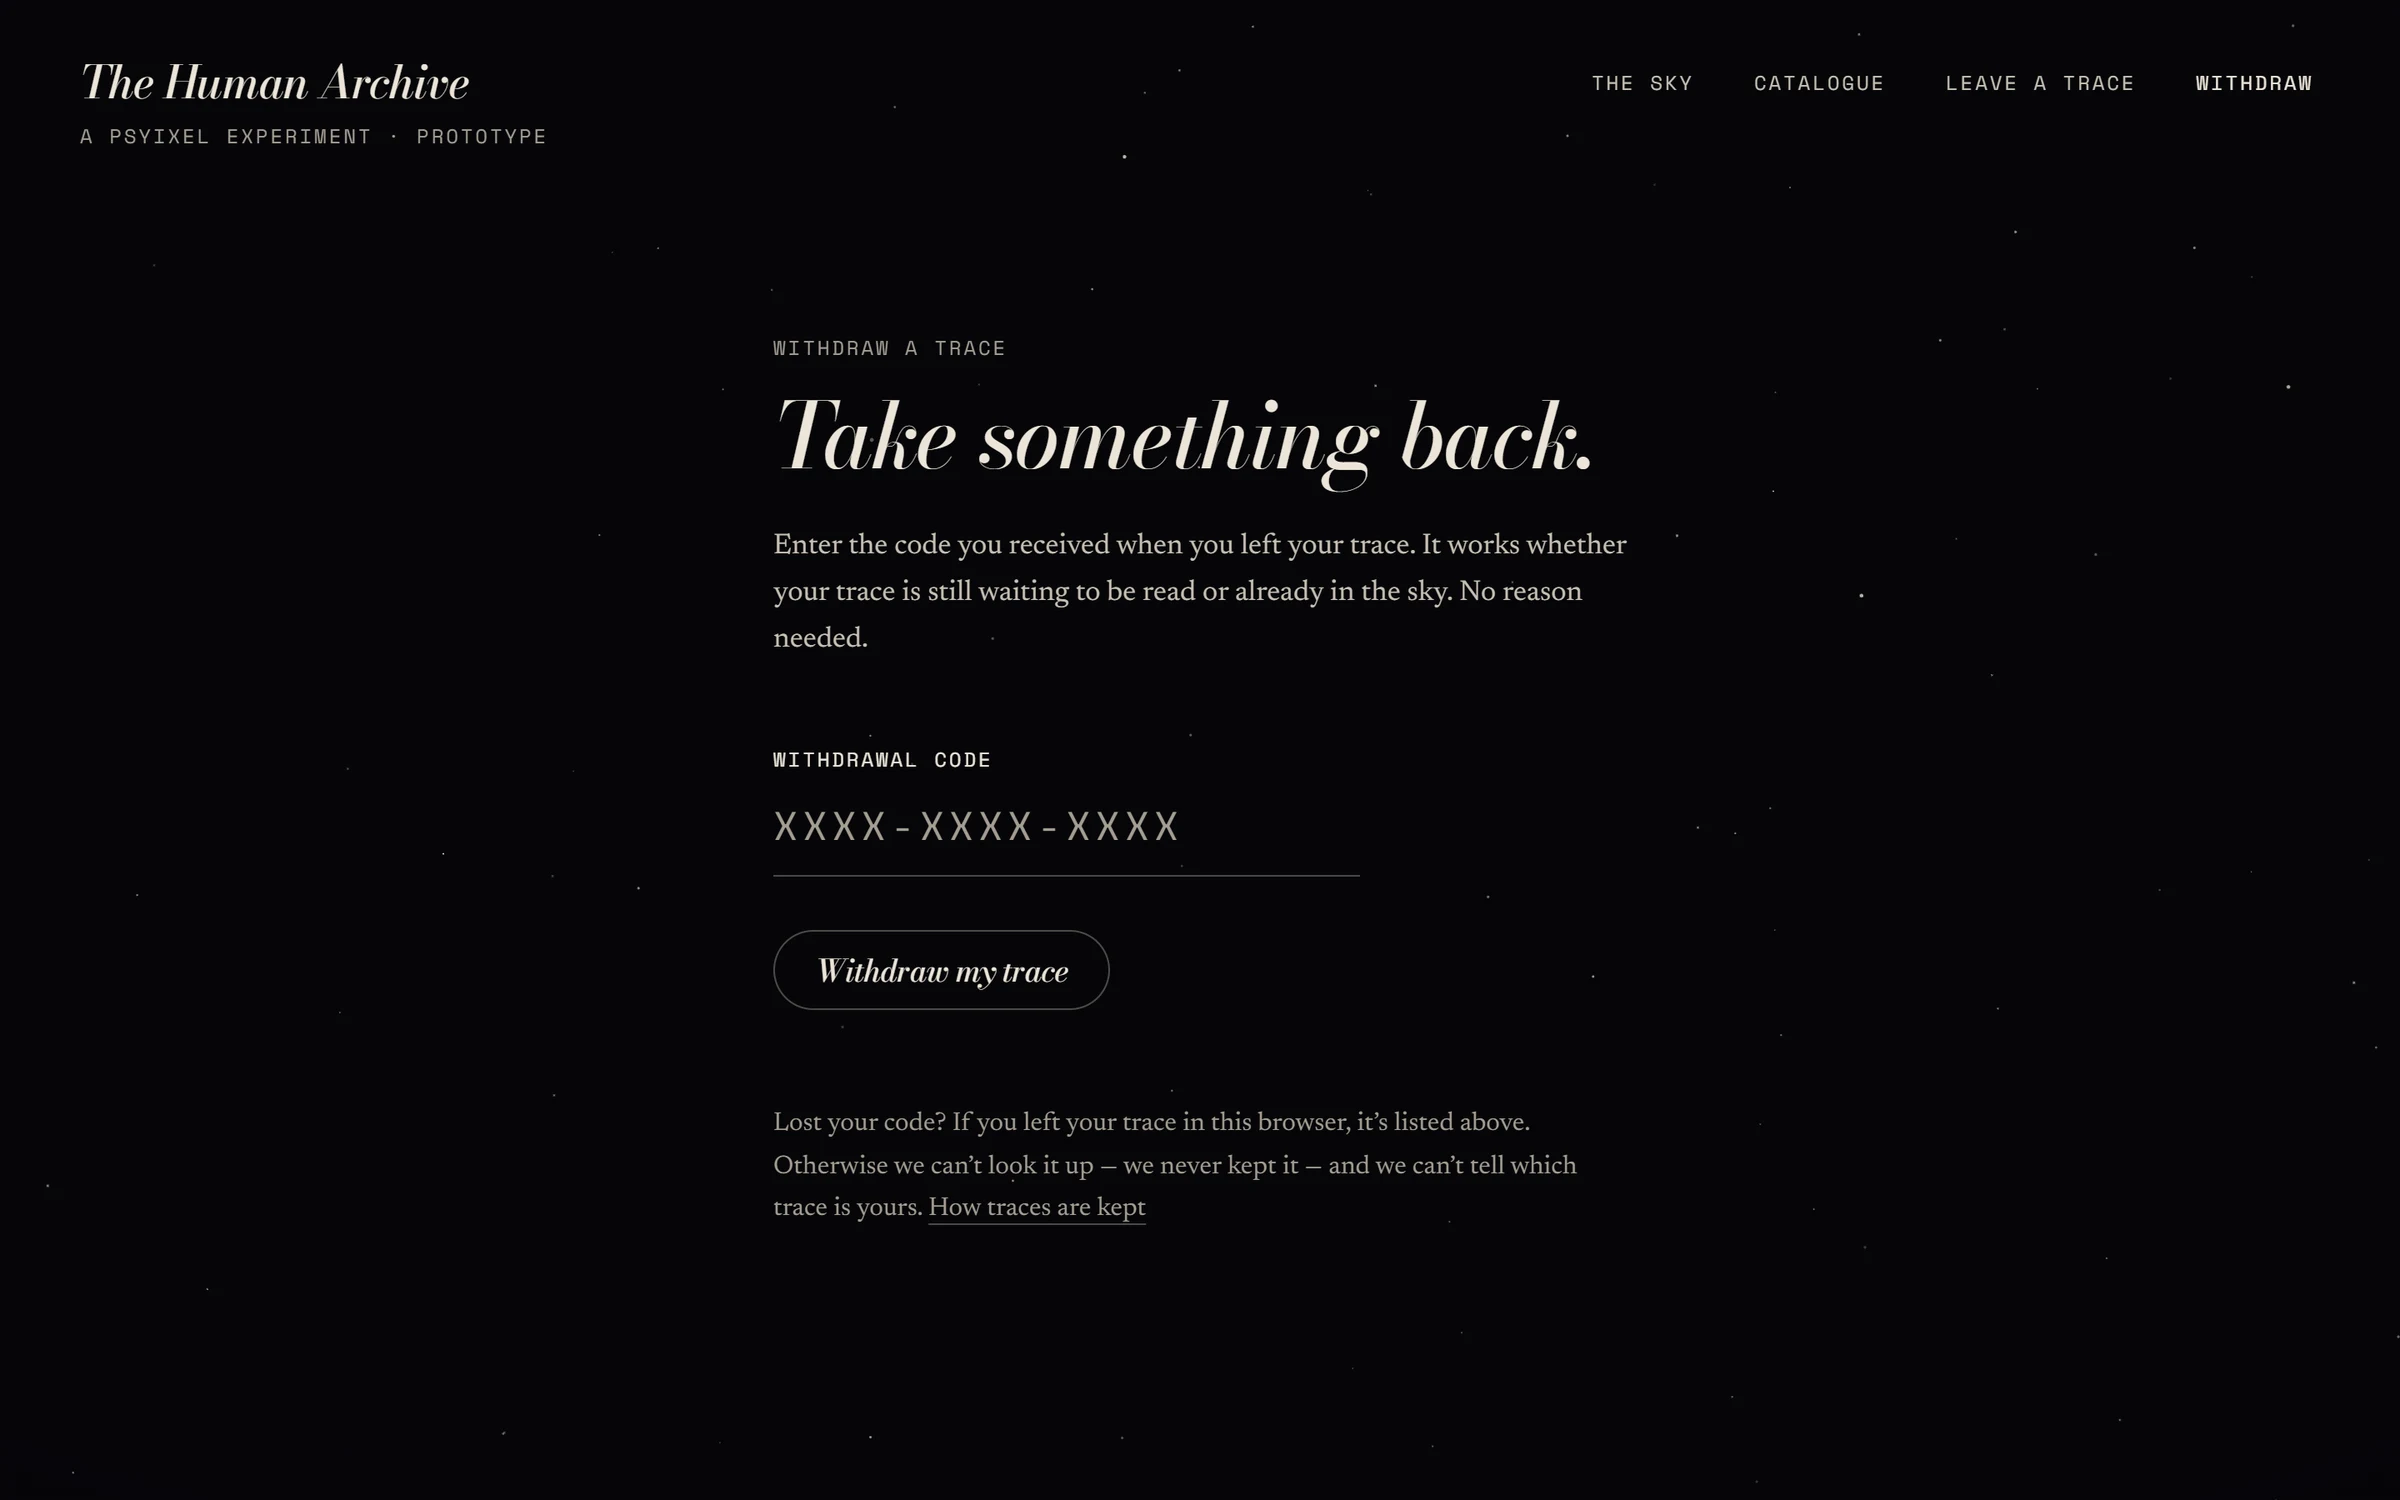 The Human Archive
A PSYIXEL EXPERIMENT · PROTOTYPE
THE SKY
CATALOGUE
LEAVE A TRACE
WITHDRAW
WITHDRAW A TRACE
Take something back.
Enter the code you received when you left your trace. It works whether
your trace is still waiting to be read or already in the sky. No reason
needed.
WITHDRAWAL CODE
XXXX-XXXX-XXXX
Withdraw my trace
Lost your code? If you left your trace in this browser, it’s listed above.
Otherwise we can’t look it up — we never kept it — and we can’t tell which
trace is yours. How traces are kept